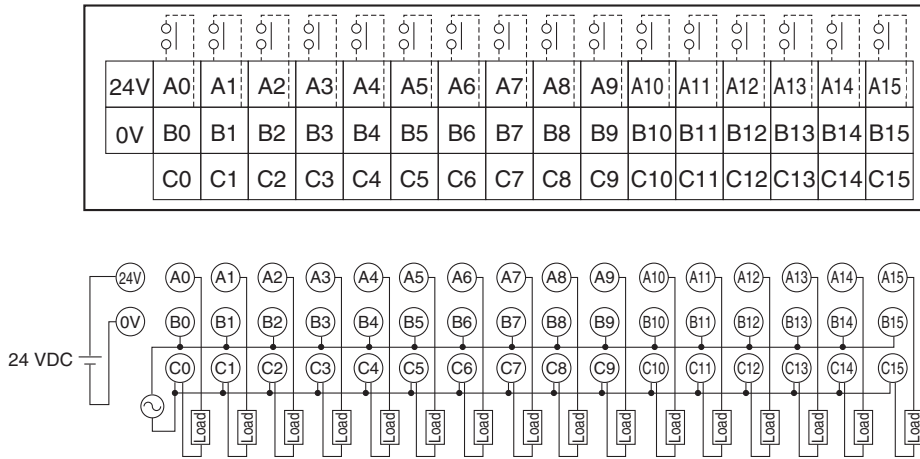 24V A0 A1 A2 A3 A4 A5 A6 A7 A8 A9 A10 A11 A12 A13 A14 A15
0V B0 B1 B2 B3 B4 B5 B6 B7 B8 B9 B10 B11 B12 B13 B14 B15
C0 C1 C2 C3 C4 C5 C6 C7 C8 C9 C10 C11 C12 C13 C14 C15
24V A0 A1 A2 A3 A4 A5 A6 A7 A8 A9 A10 A11 A12 A13 A14 A15
0V B0 B1 B2 B3 B4 B5 B6 B7 B8 B9 B10 B11 B12 B13 B14 B15
24 VDC C0 C1 C2 C3 C4 C5 C6 C7 C8 C9 C10 C11 C12 C13 C14 C15
Load Load Load Load Load Load Load Load Load Load Load Load Load Load Load Load